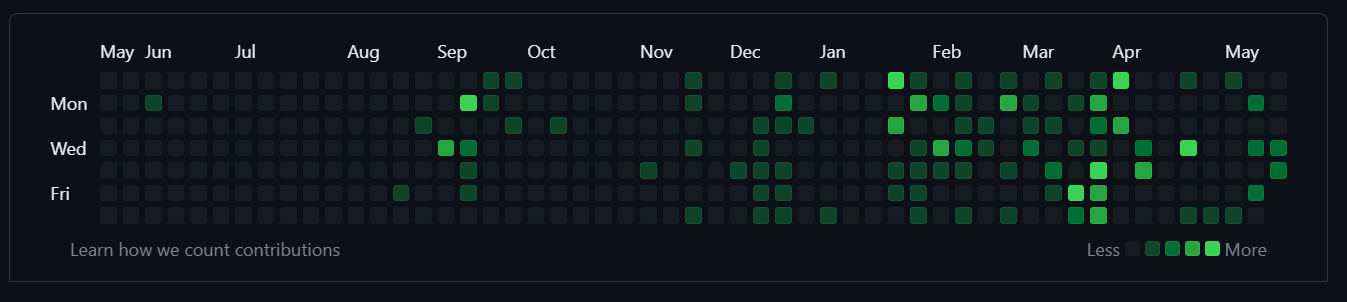 May Jun Jul Aug Sep Oct Nov Dec Jan Feb Mar Apr May
Mon
Wed
Fri
Learn how we count contributions
Less More